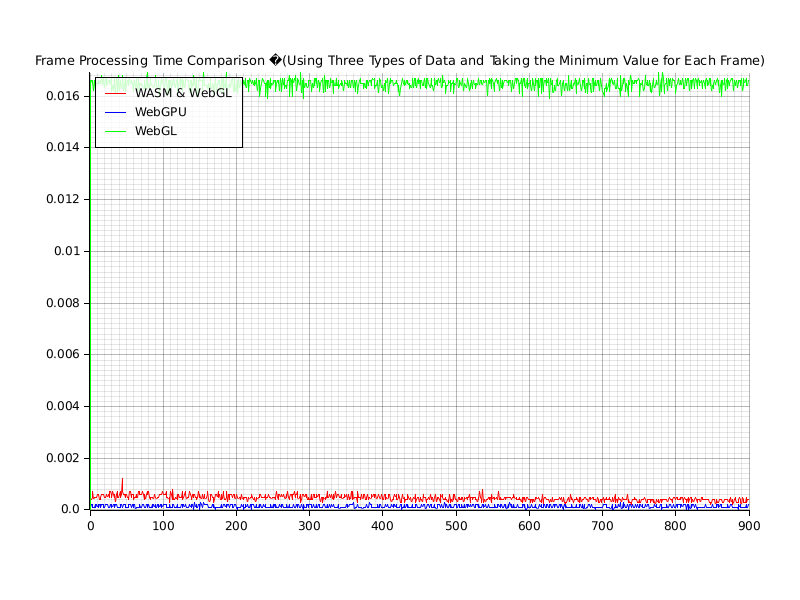 Frame Processing Time Comparison �(Using Three Types of Data and Taking the Minimum Value for Each Frame)
0.016
WASM & WebGL
WebGPU
WebGL
0.014
0.012
0.01
0.008
0.006
0.004
0.002
0.0
0 100 200 300 400 500 600 700 800 900